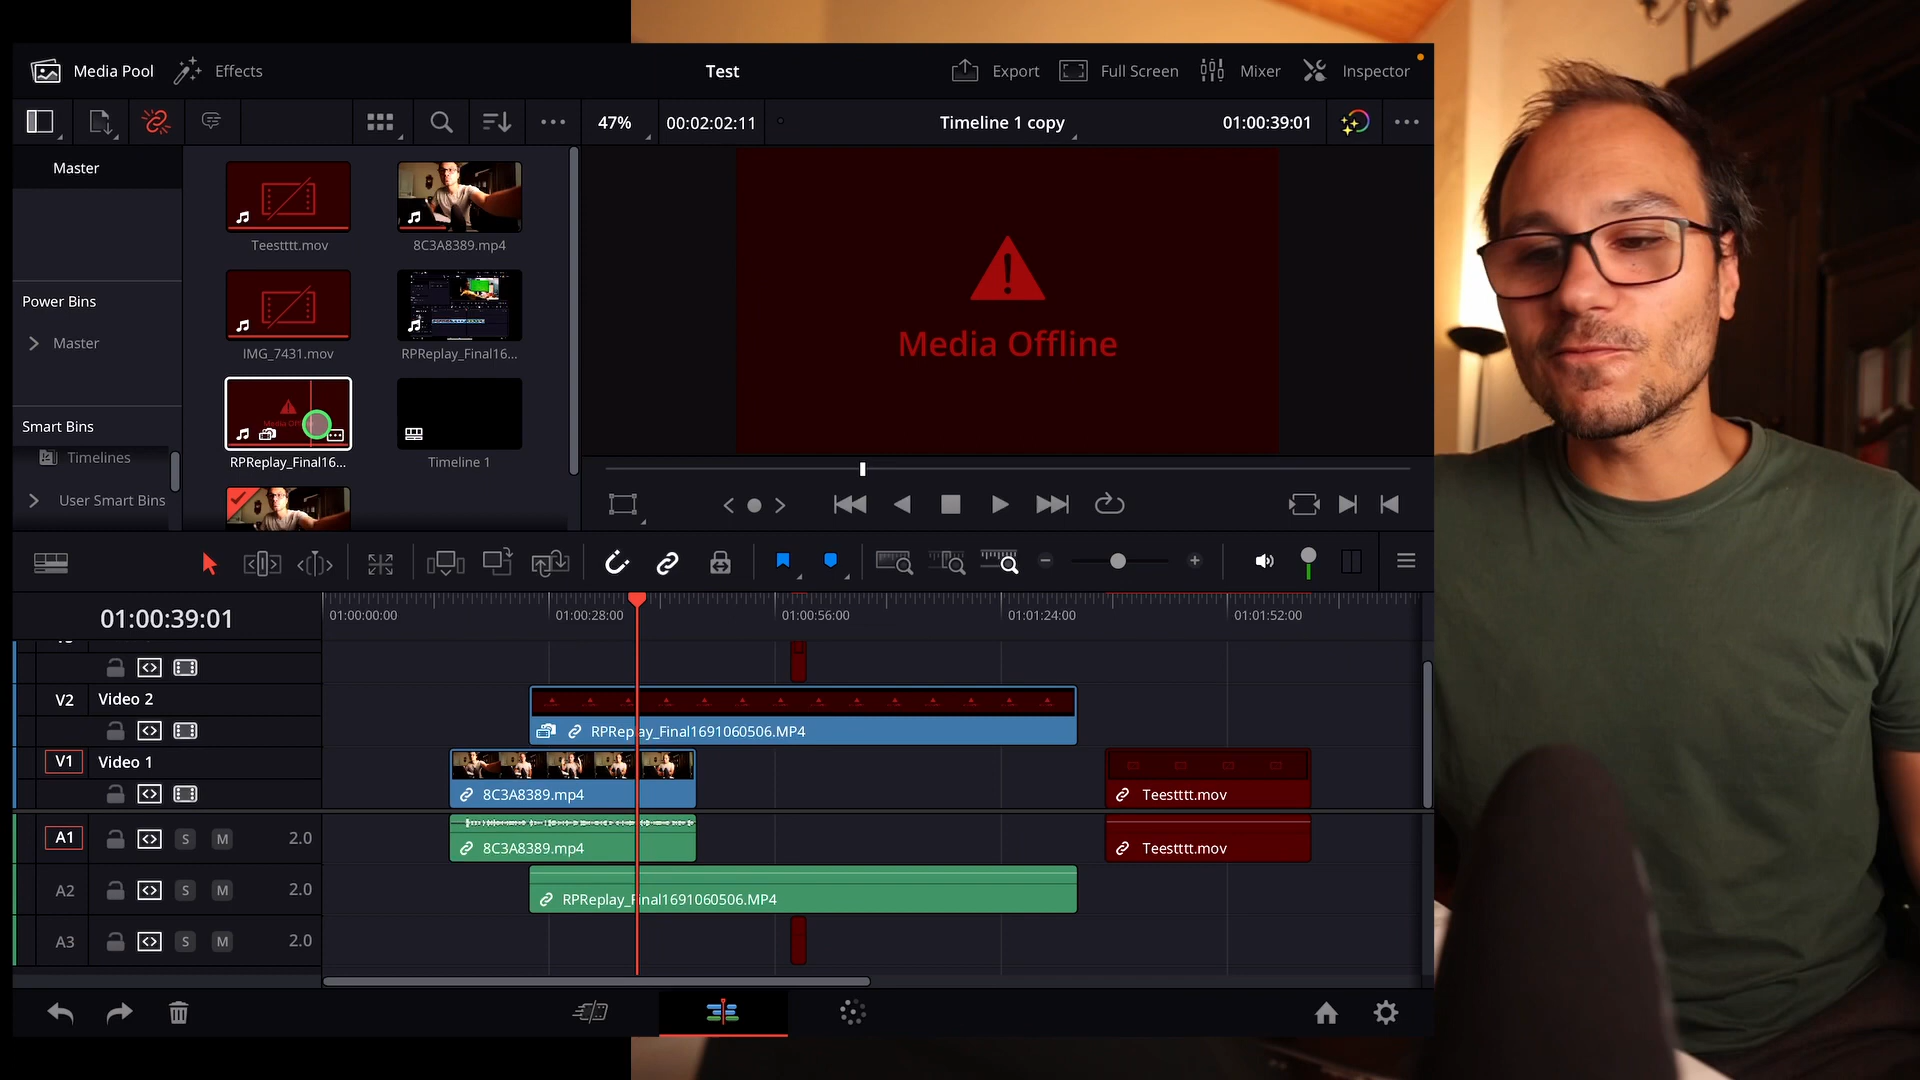 Media Pool
Effects
Test
Export
Full Screen
Mixer
Inspector
47%
00:02:02:11
Timeline 1 copy
01:00:39:01
Master
Teestttt.mov
8C3A8389.mp4
Power Bins
Master
IMG_7431.mov
RPReplay_Final16...
Media Offline
Smart Bins
Timelines
RPReplay_Final16...
Timeline 1
User Smart Bins
01:00:39:01
01:00:00:00
01:00:28:00
01:00:56:00
01:01:24:00
01:01:52:00
V2
Video 2
RPReplay_Final1691060506.MP4
V1
Video 1
8C3A8389.mp4
Teestttt.mov
A1
S
M
2.0
8C3A8389.mp4
Teestttt.mov
A2
S
M
2.0
RPReplay_Final1691060506.MP4
A3
S
M
2.0